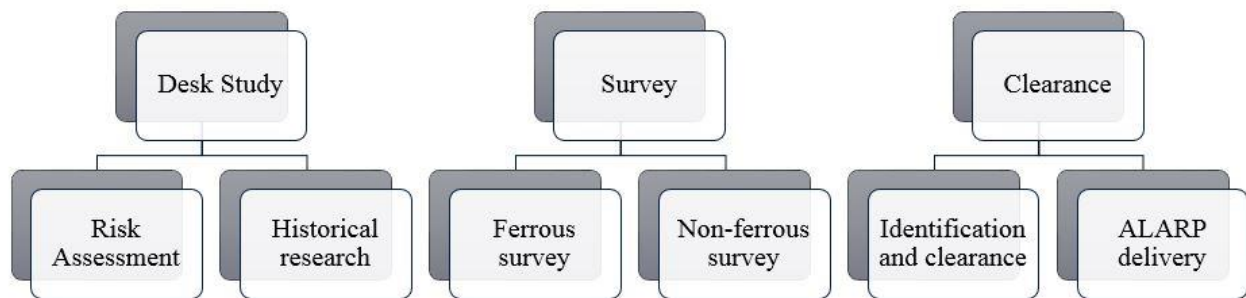 Desk Study
Survey
Clearance
Risk
Assessment
Historical
research
Ferrous
survey
Non-ferrous
survey
Identification
and clearance
ALARP
delivery